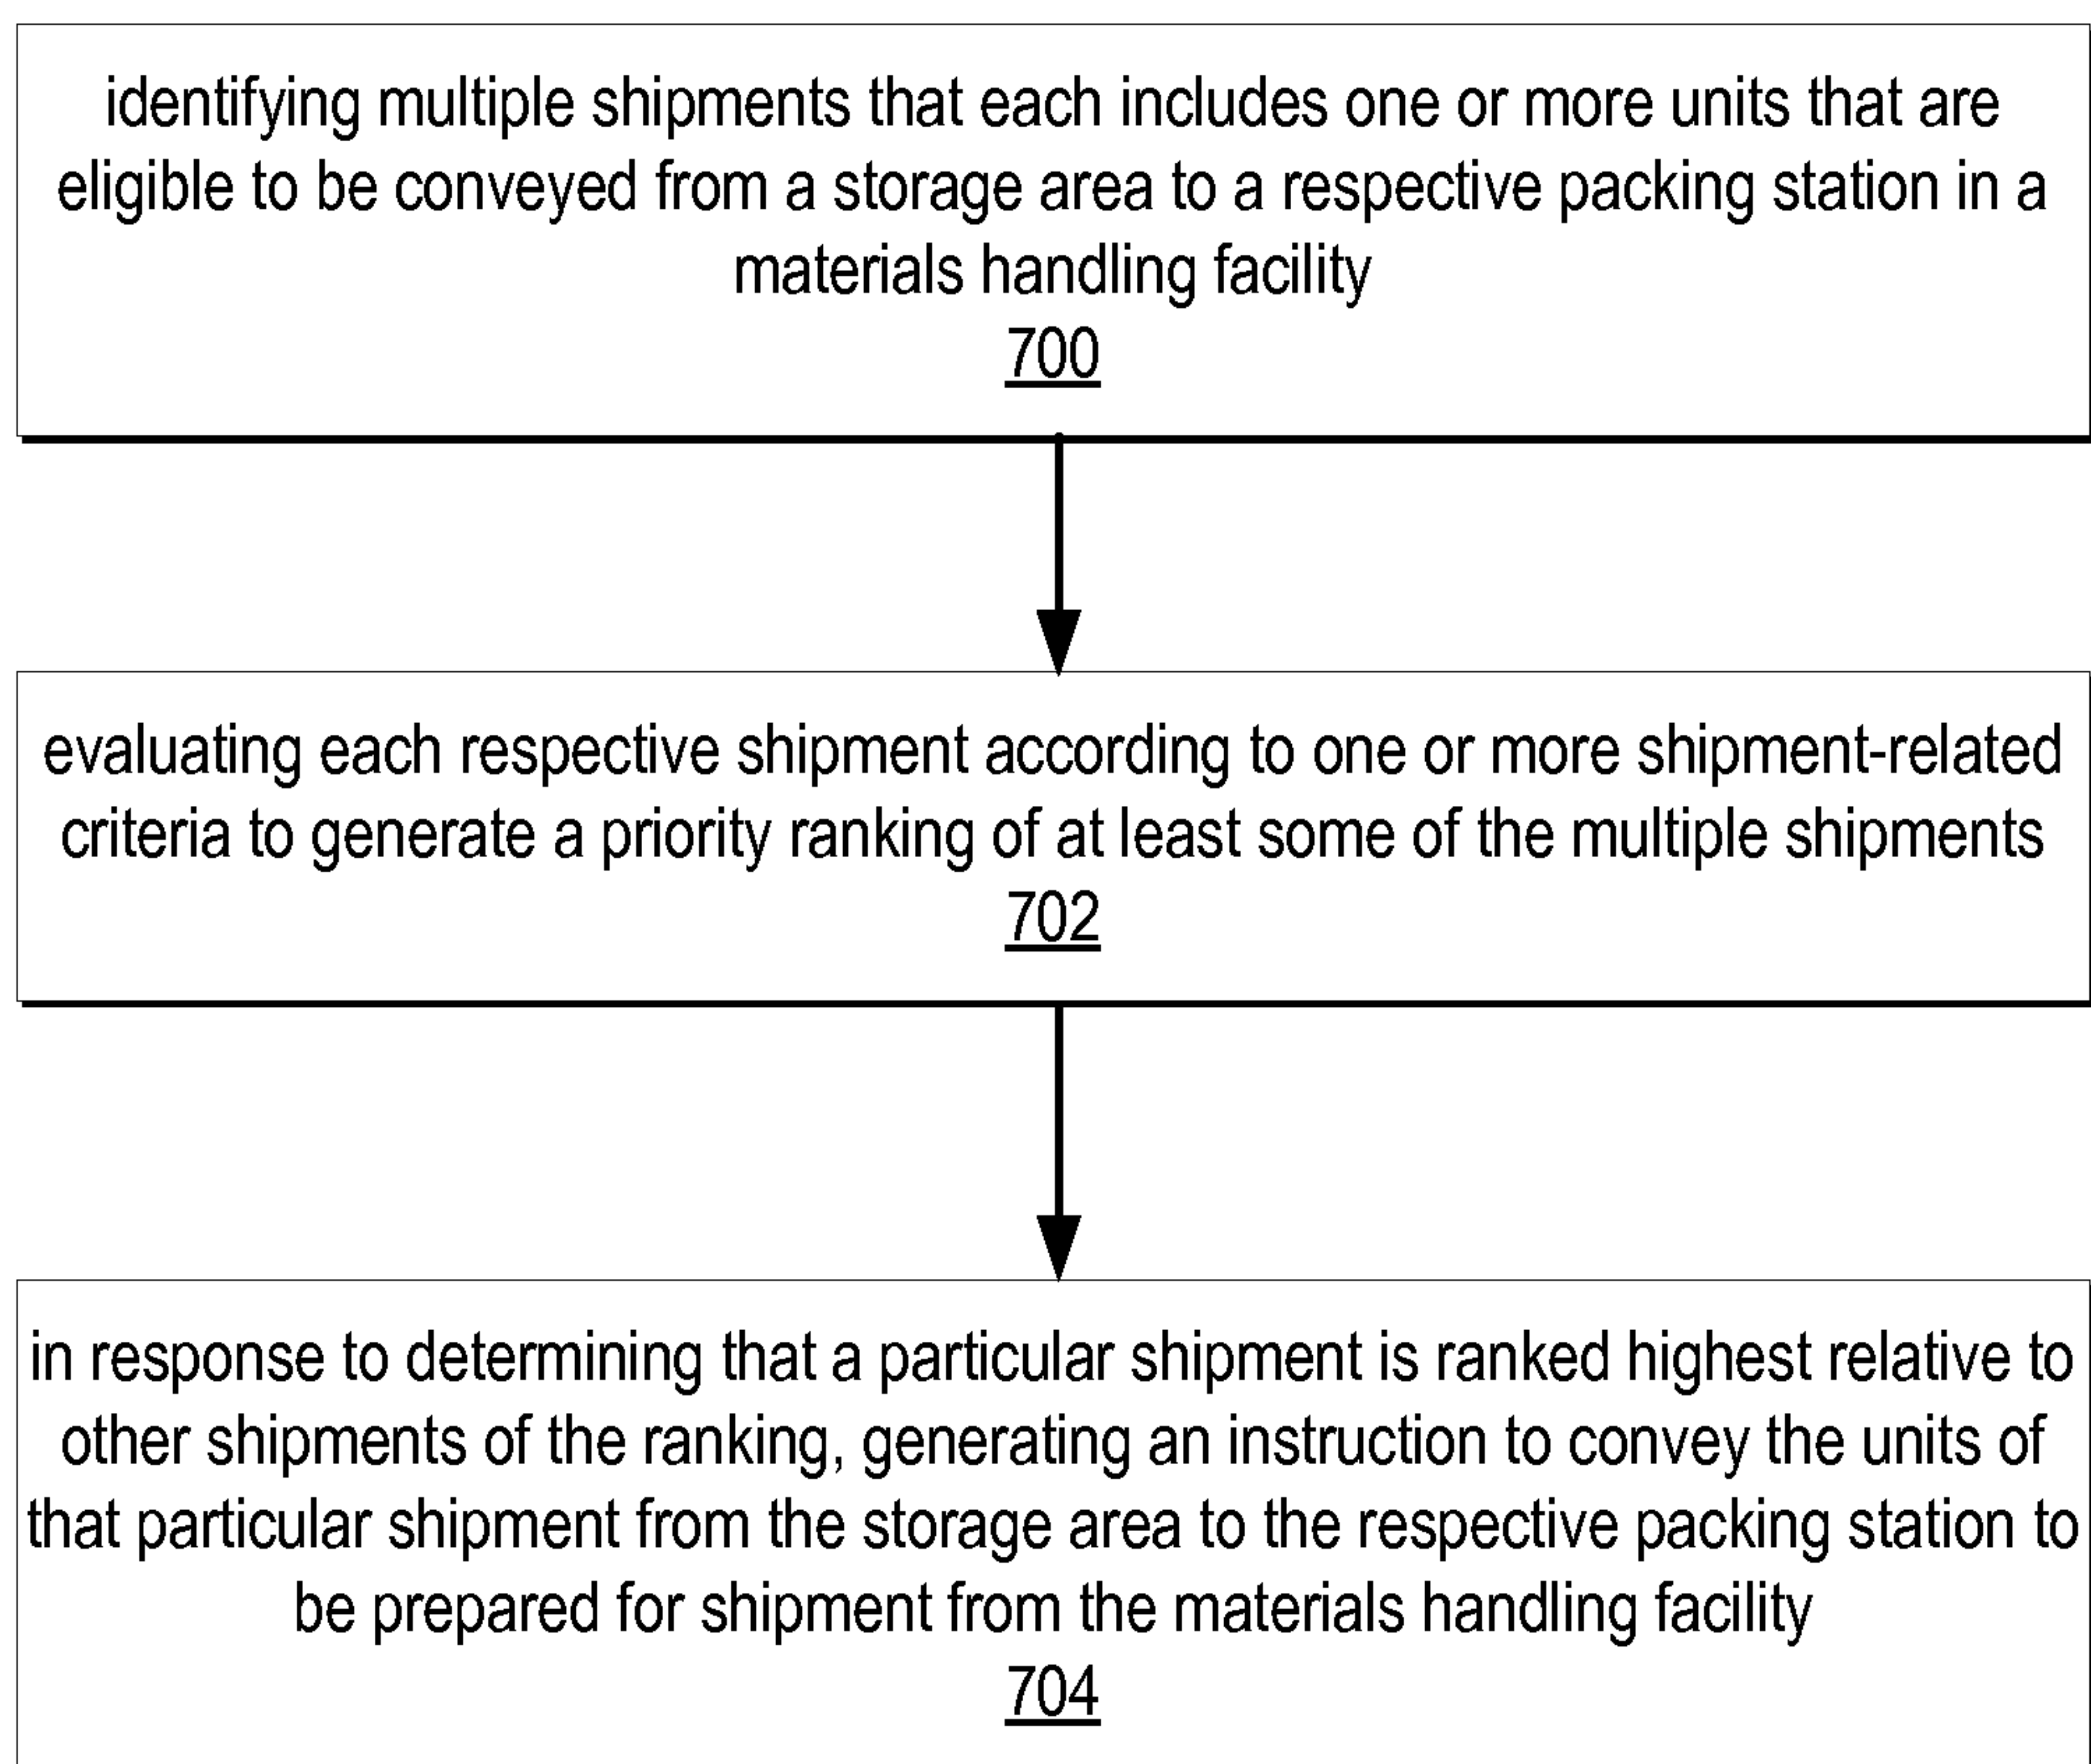 identifying multiple shipments that each includes one or more units that are
eligible to be conveyed from a storage area to a respective packing station in a
materials handling facility
700
evaluating each respective shipment according to one or more shipment-related
criteria to generate a priority ranking of at least some of the multiple shipments
702
in response to determining that a particular shipment is ranked highest relative to
other shipments of the ranking, generating an instruction to convey the units of
that particular shipment from the storage area to the respective packing station to
be prepared for shipment from the materials handling facility
704